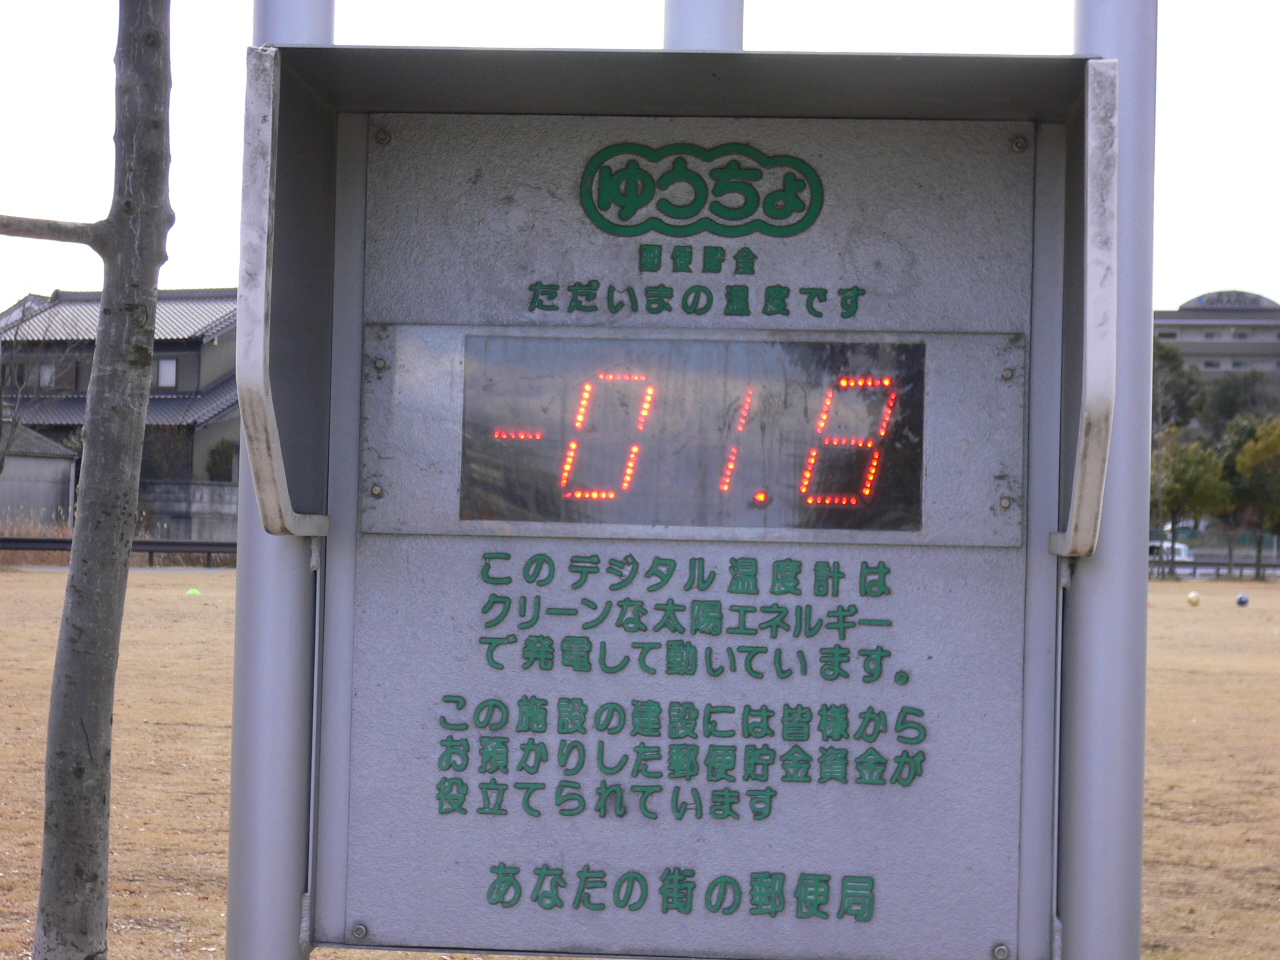 ゆうちょ
郵便貯金
ただいまの温度です
-01.8
このデジタル温度計は
クリーンな太陽エネルギー
で発電して動いています。
この施設の建設には皆様から
お預かりした郵便貯金資金が
役立てられています
あなたの街の郵便局